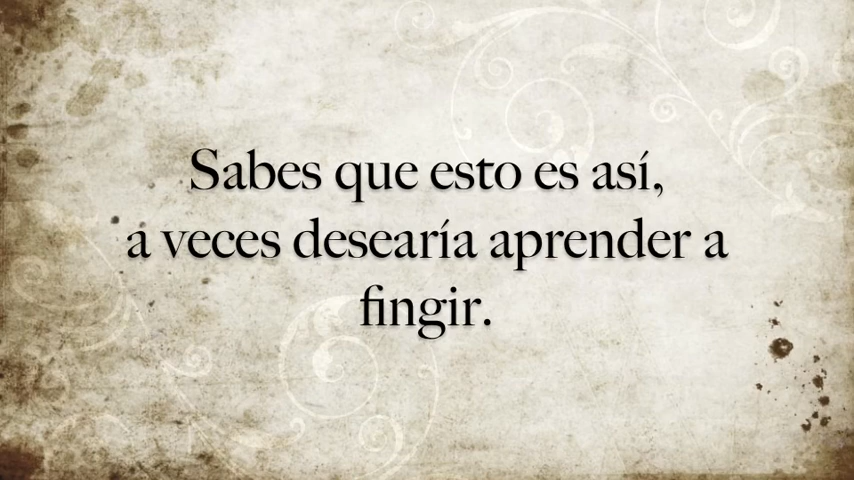 Sabes que esto es así,
a veces desearía aprender a
fingir.